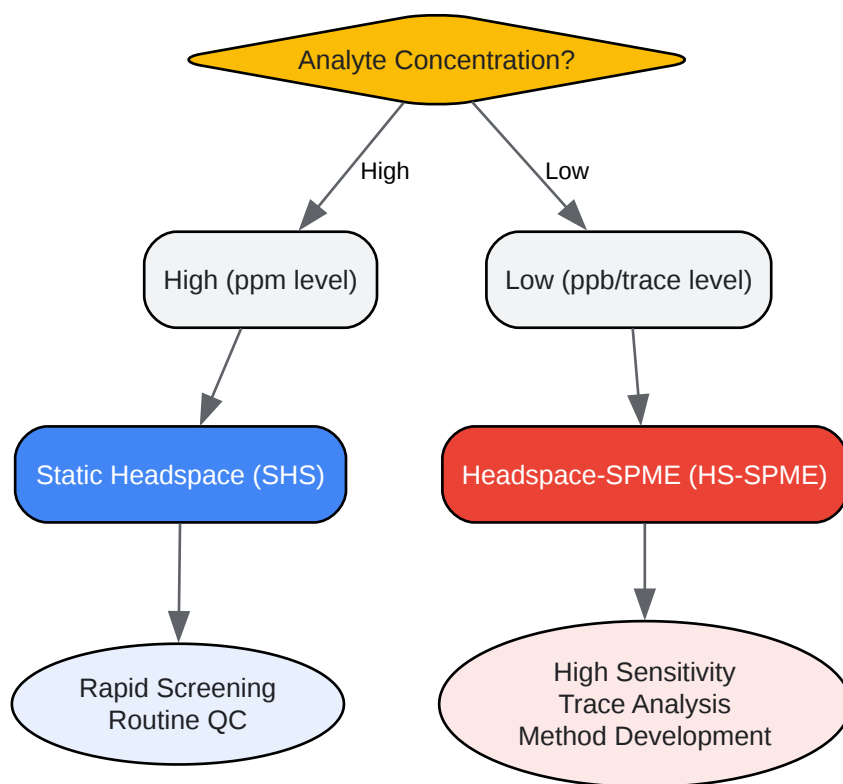 Analyte Concentration?
High
Low
High (ppm level)
Low (ppb/trace level)
Static Headspace (SHS)
Headspace-SPME (HS-SPME)
Rapid Screening
Routine QC
High Sensitivity
Trace Analysis
Method Development